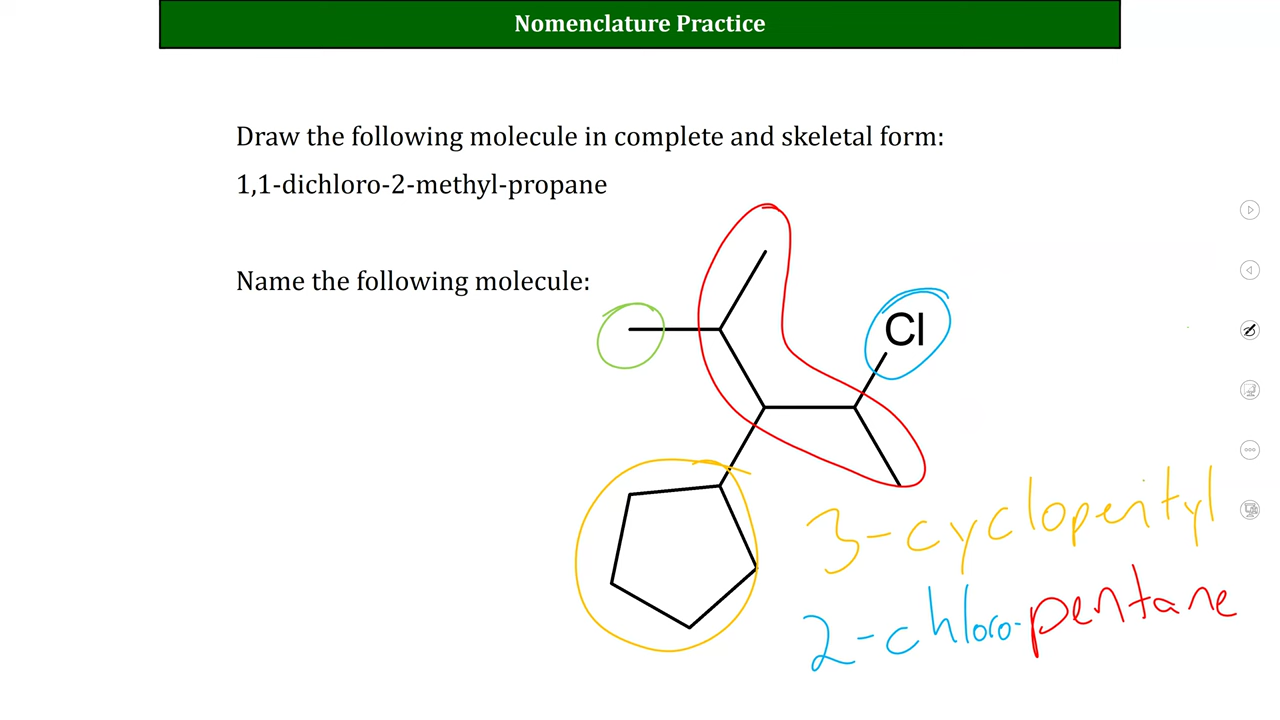 Nomenclature Practice
Draw the following molecule in complete and skeletal form:
1,1-dichloro-2-methyl-propane
Name the following molecule:
Cl
3-cyclopentyl
2-chloro-pentane